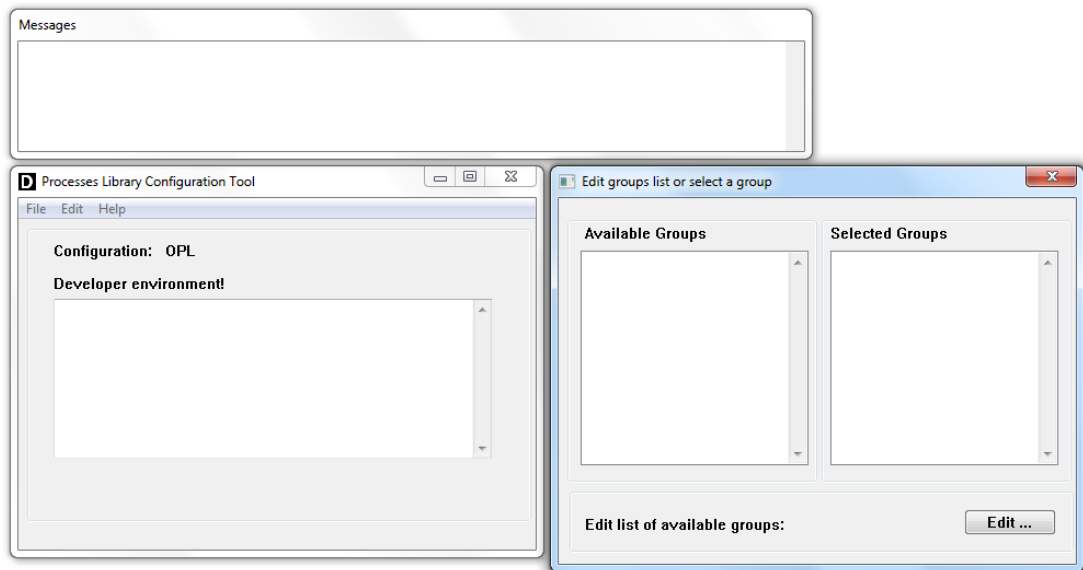 Messages
D Processes Library Configuration Tool
File Edit Help
Configuration: OPL
Developer environment!
Edit groups list or select a group
Available Groups
Selected Groups
Edit list of available groups:
Edit ...